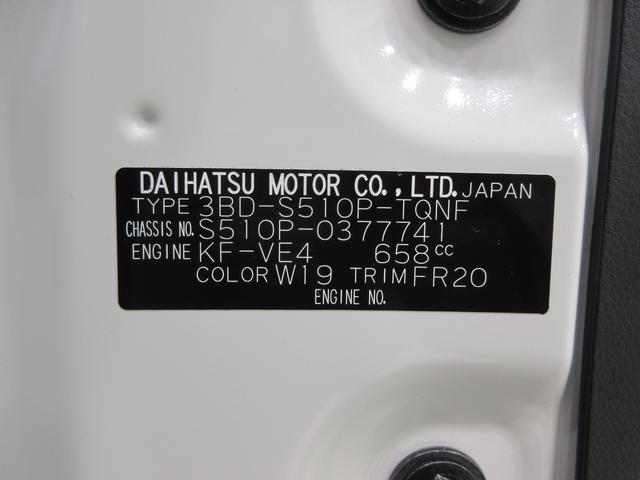 DAIHATSU MOTOR CO.,LTD. JAPAN
TYPE 3BD-S510P-TQNF
CHASSIS NO. S510P-0377741
ENGINE KF-VE4 658cc
COLOR W19 TRIM FR20
ENGINE NO.